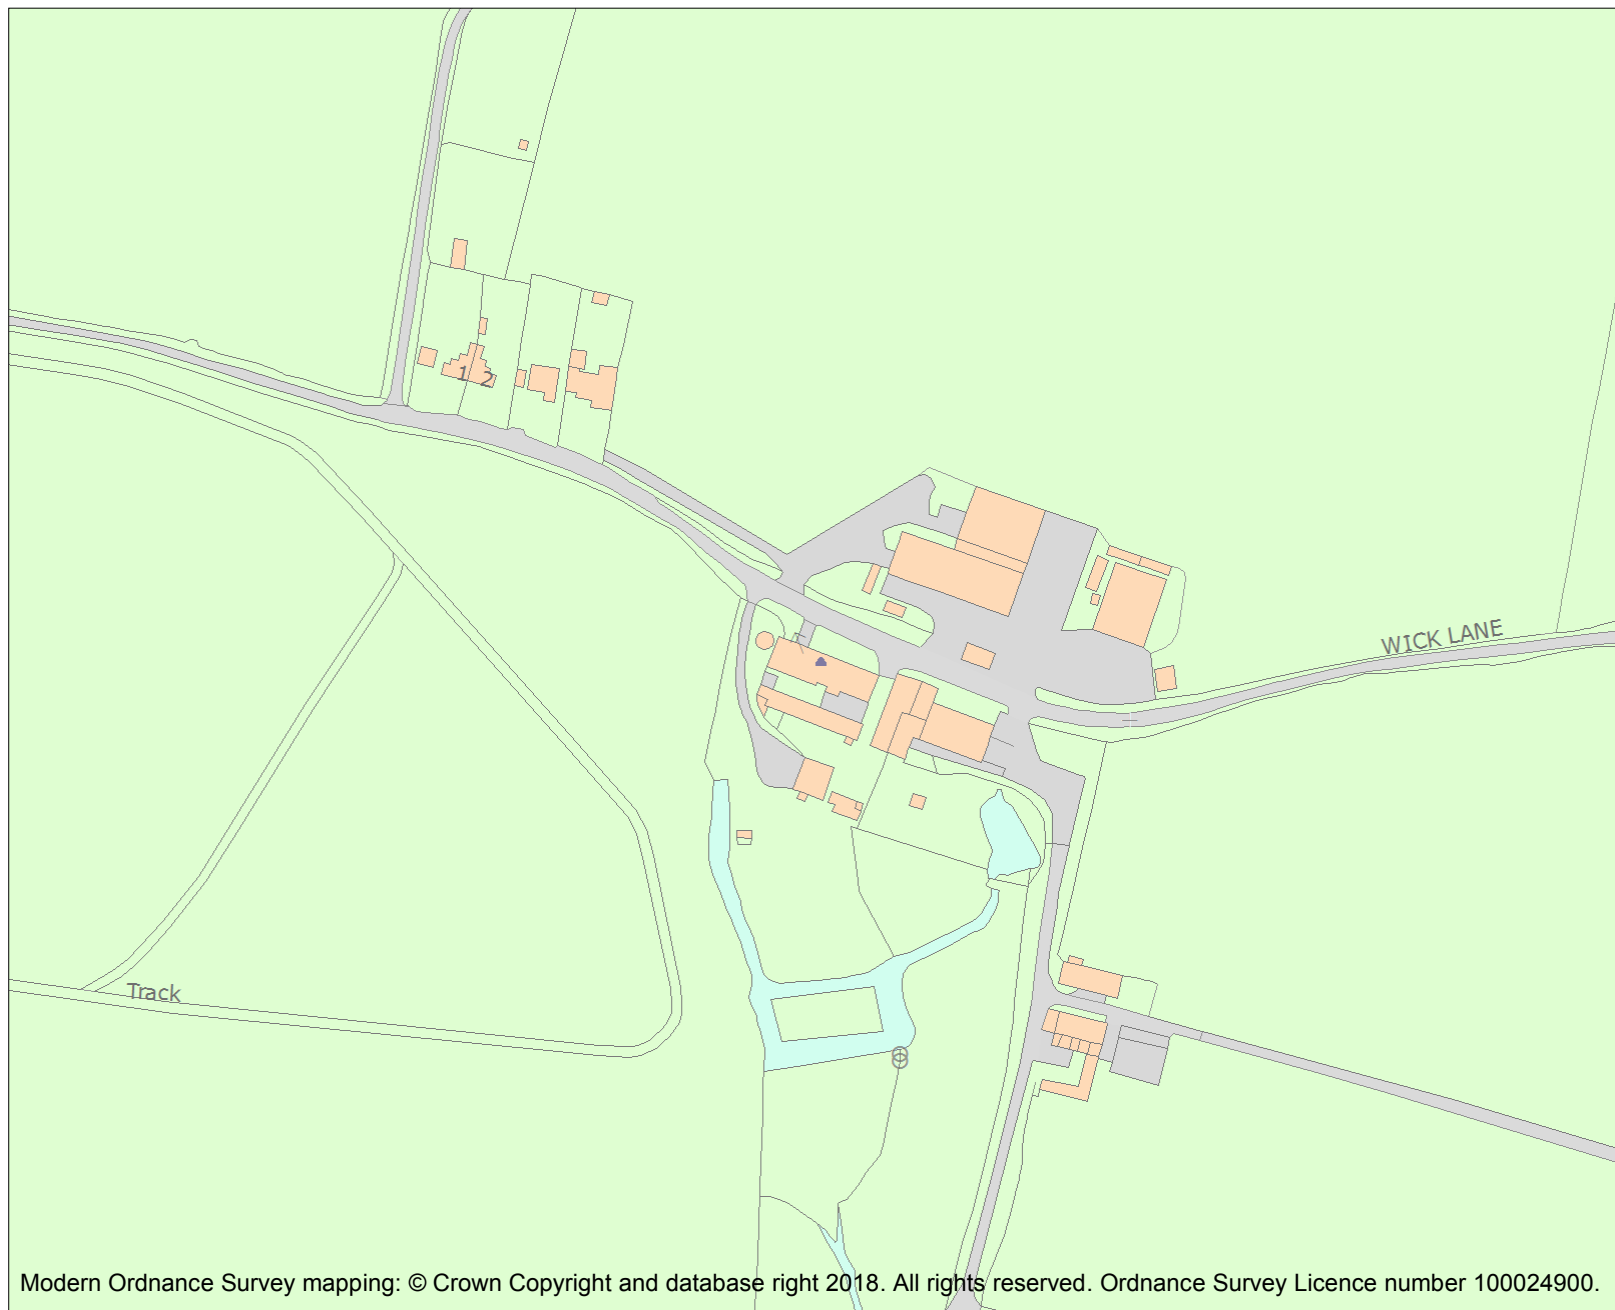 1 2
WICK LANE
Track
Modern Ordnance Survey mapping: © Crown Copyright and database right 2018. All rights reserved. Ordnance Survey Licence number 100024900.